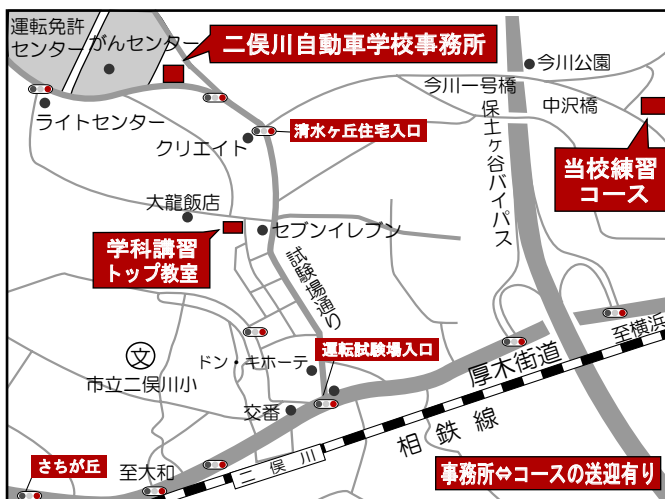 運転免許
センター
がんセンター
二俣川自動車学校事務所
今川公園
今川一号橋
中沢橋
ライトセンター
清水ヶ丘住宅入口
クリエイト
保土ヶ谷バイパス
当校練習
コース
大龍飯店
セブンイレブン
学科講習
トップ教室
試験場通り
至横浜
運転試験場入口
ドン・キホーテ
厚木街道
文
市立二俣川小
交番
相鉄線
さちが丘
至大和
二俣川
事務所⇔コースの送迎有り